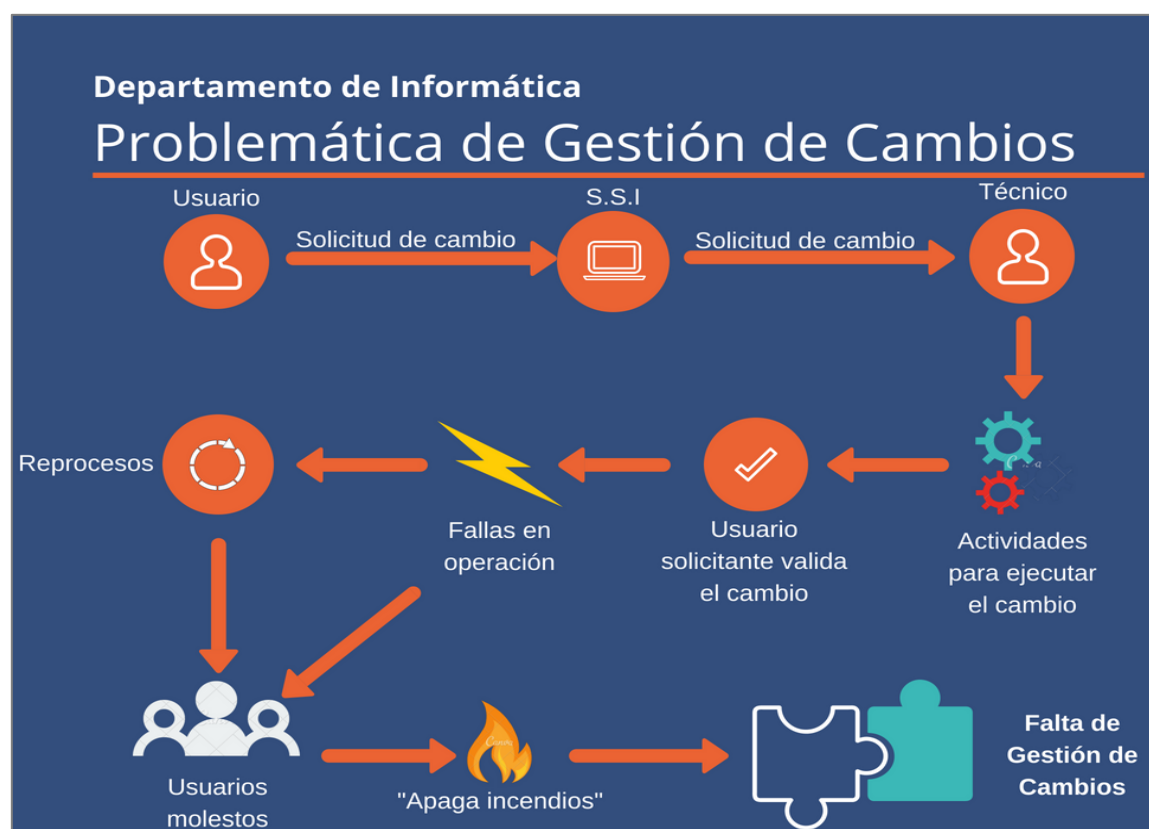 Departamento de Informática
Problemática de Gestión de Cambios
Usuario
S.S.I
Técnico
Solicitud de cambio
Solicitud de cambio
Reprocesos
Fallas en
operación
Usuario
solicitante valida
el cambio
Actividades
para ejecutar
el cambio
Usuarios
molestos
"Apaga incendios"
Falta de
Gestión de
Cambios